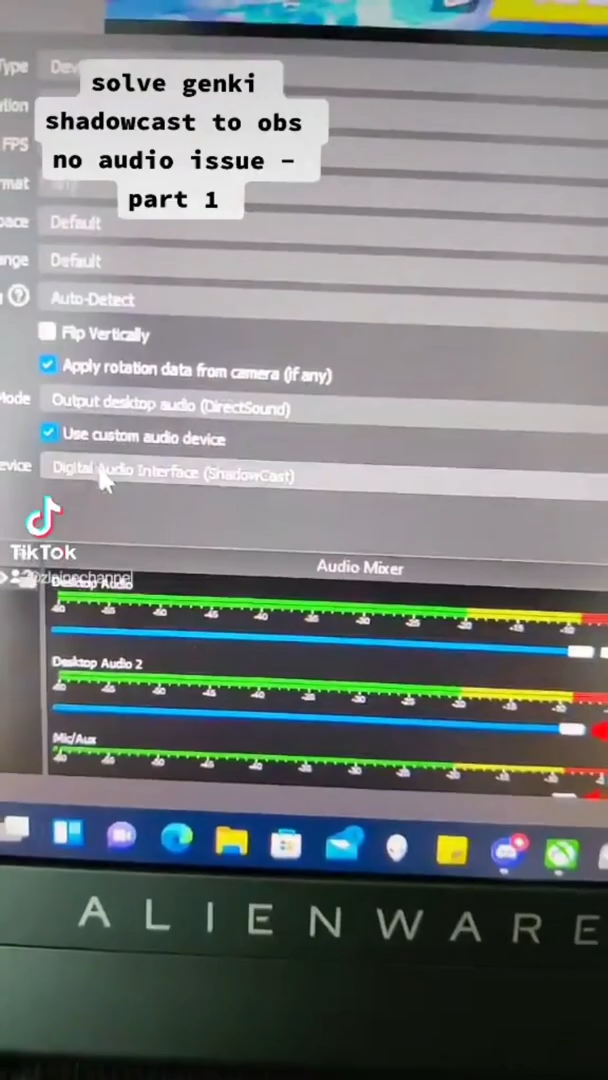 solve genki
shadowcast to obs
no audio issue -
part 1
Type
FPS
Default
Default
Auto-Detect
Flip Vertically
Apply rotation data from camera (if any)
Mode Output desktop audio (DirectSound)
Use custom audio device
Digital Audio Interface (ShadowCast)
TikTok
Audio Mixer
Desktop Audio
Desktop Audio 2
Mic/Aux
ALIENWARE